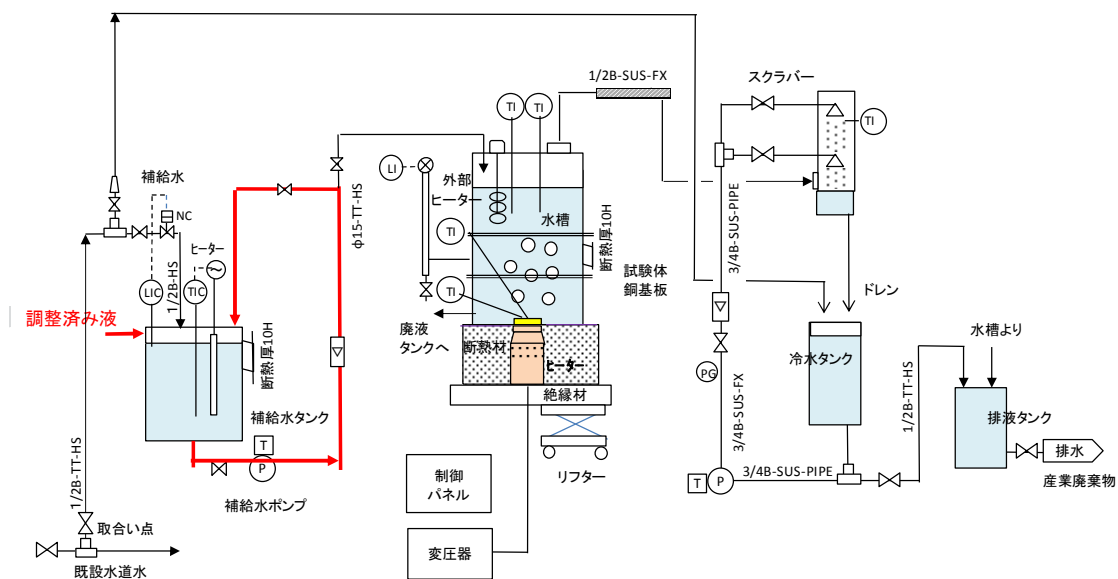 補給水
NC
ヒーター
LIC
TIC
1/2B-HS
調整済み液
断熱厚10H
補給水タンク
T
P
補給水ポンプ
1/2B-TT-HS
取合い点
既設水道水
φ15-TT-HS
LI
TI
TI
外部
ヒーター
水槽
TI
TI
断熱厚10H
試験体
銅基板
廃液
タンクへ
断熱材
ヒーター
絶縁材
リフター
制御
パネル
変圧器
1/2B-SUS-FX
スクラバー
TI
3/4B-SUS-PIPE
ドレン
PG
3/4B-SUS-FX
冷水タンク
T
P
3/4B-SUS-PIPE
1/2B-TT-HS
水槽より
排液タンク
排水
産業廃棄物